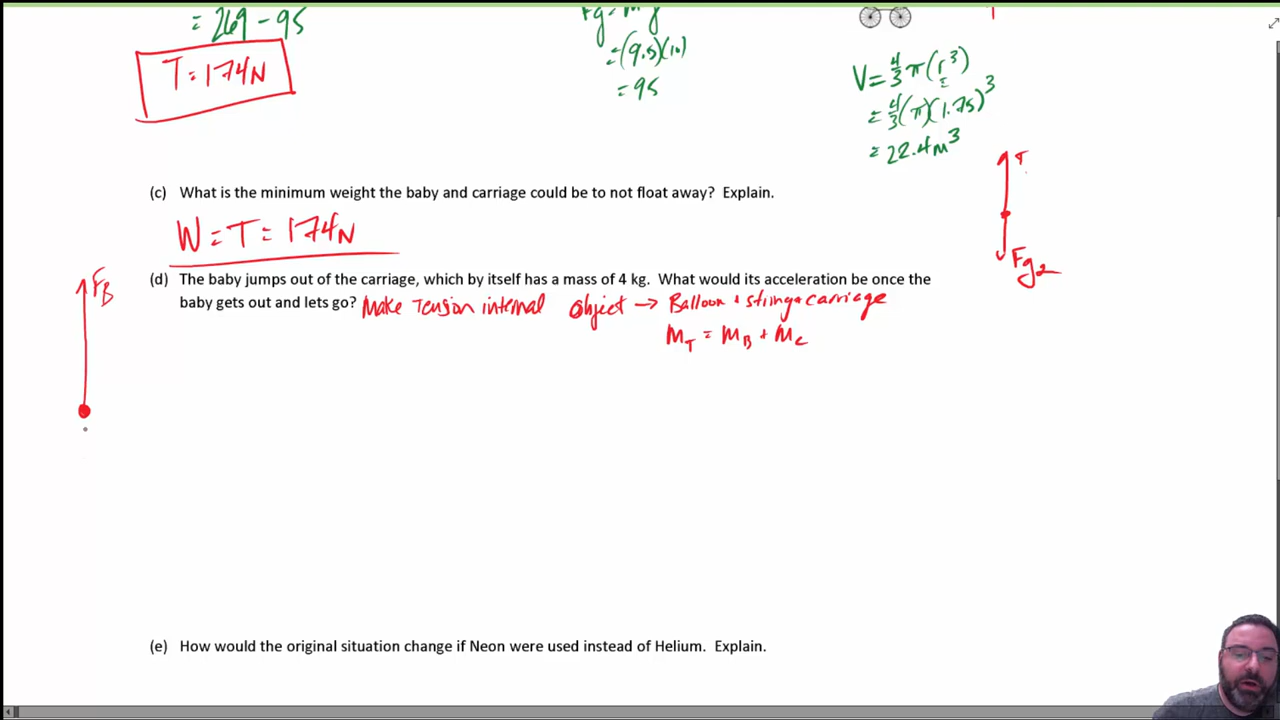 = 269 - 95
T = 174N
Fg = mg
= (9.5)(10)
= 95
V = 4/3 π (r³)
= 4/3 (π)(1.75)³
= 22.4m³
(c) What is the minimum weight the baby and carriage could be to not float away? Explain.
W = T = 174N
T
Fg2
(d) The baby jumps out of the carriage, which by itself has a mass of 4 kg. What would its acceleration be once the
baby gets out and lets go? Make Tension internal object → Balloon + string + carriage
MT = MB + MC
FB
(e) How would the original situation change if Neon were used instead of Helium. Explain.